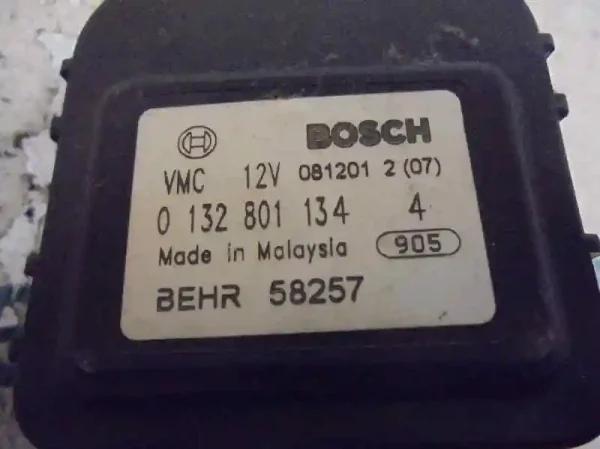 BOSCH
VMC 12V 081201 2 (07)
0 132 801 134 4
Made in Malaysia 905
BEHR 58257